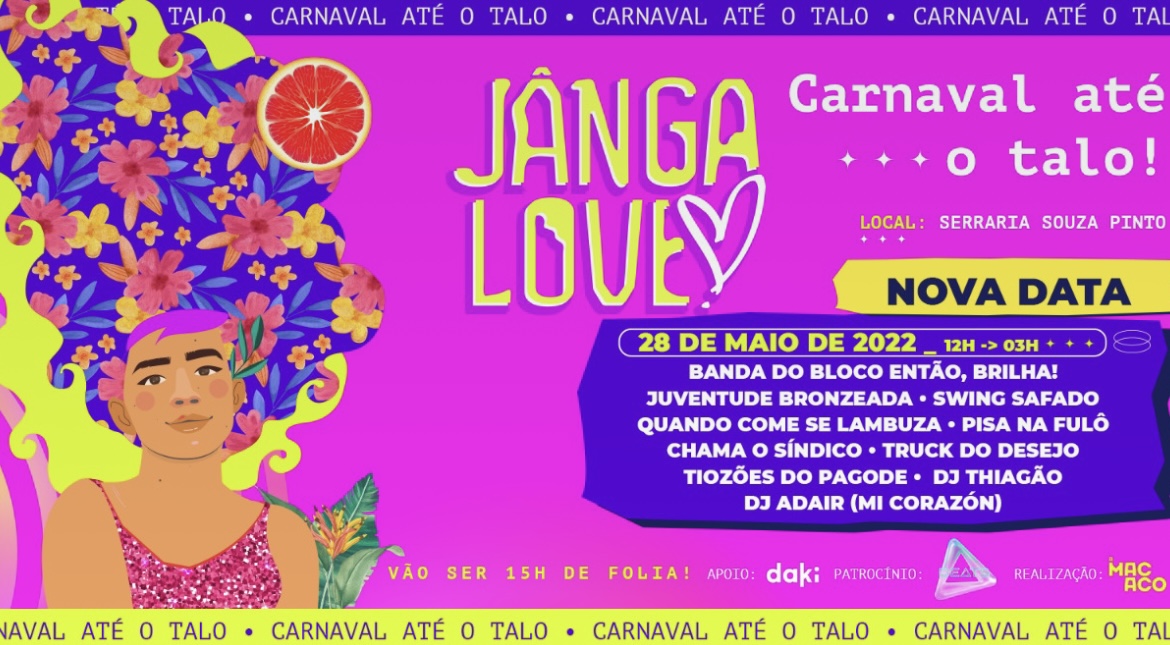 TALO • CARNAVAL ATÉ O TALO • CARNAVAL ATÉ O TALO • CARNAVAL ATÉ O
JÂNGA
LOVE
Carnaval até
o talo!
LOCAL: SERRARIA SOUZA PINTO
NOVA DATA
28 DE MAIO DE 2022 _ 12H -> 03H
BANDA DO BLOCO ENTÃO, BRILHA!
JUVENTUDE BRONZEADA • SWING SAFADO
QUANDO COME SE LAMBUZA • PISA NA FULÔ
CHAMA O SÍNDICO • TRUCK DO DESEJO
TIOZÕES DO PAGODE • DJ THIAGÃO
DJ ADAIR (MI CORAZÓN)
VÃO SER 15H DE FOLIA! APOIO: daki PATROCÍNIO: REALIZAÇÃO: MACACO
NAVAL ATÉ O TALO • CARNAVAL ATÉ O TALO • CARNAVAL ATÉ O TALO • CARNAVAL ATÉ O TAL